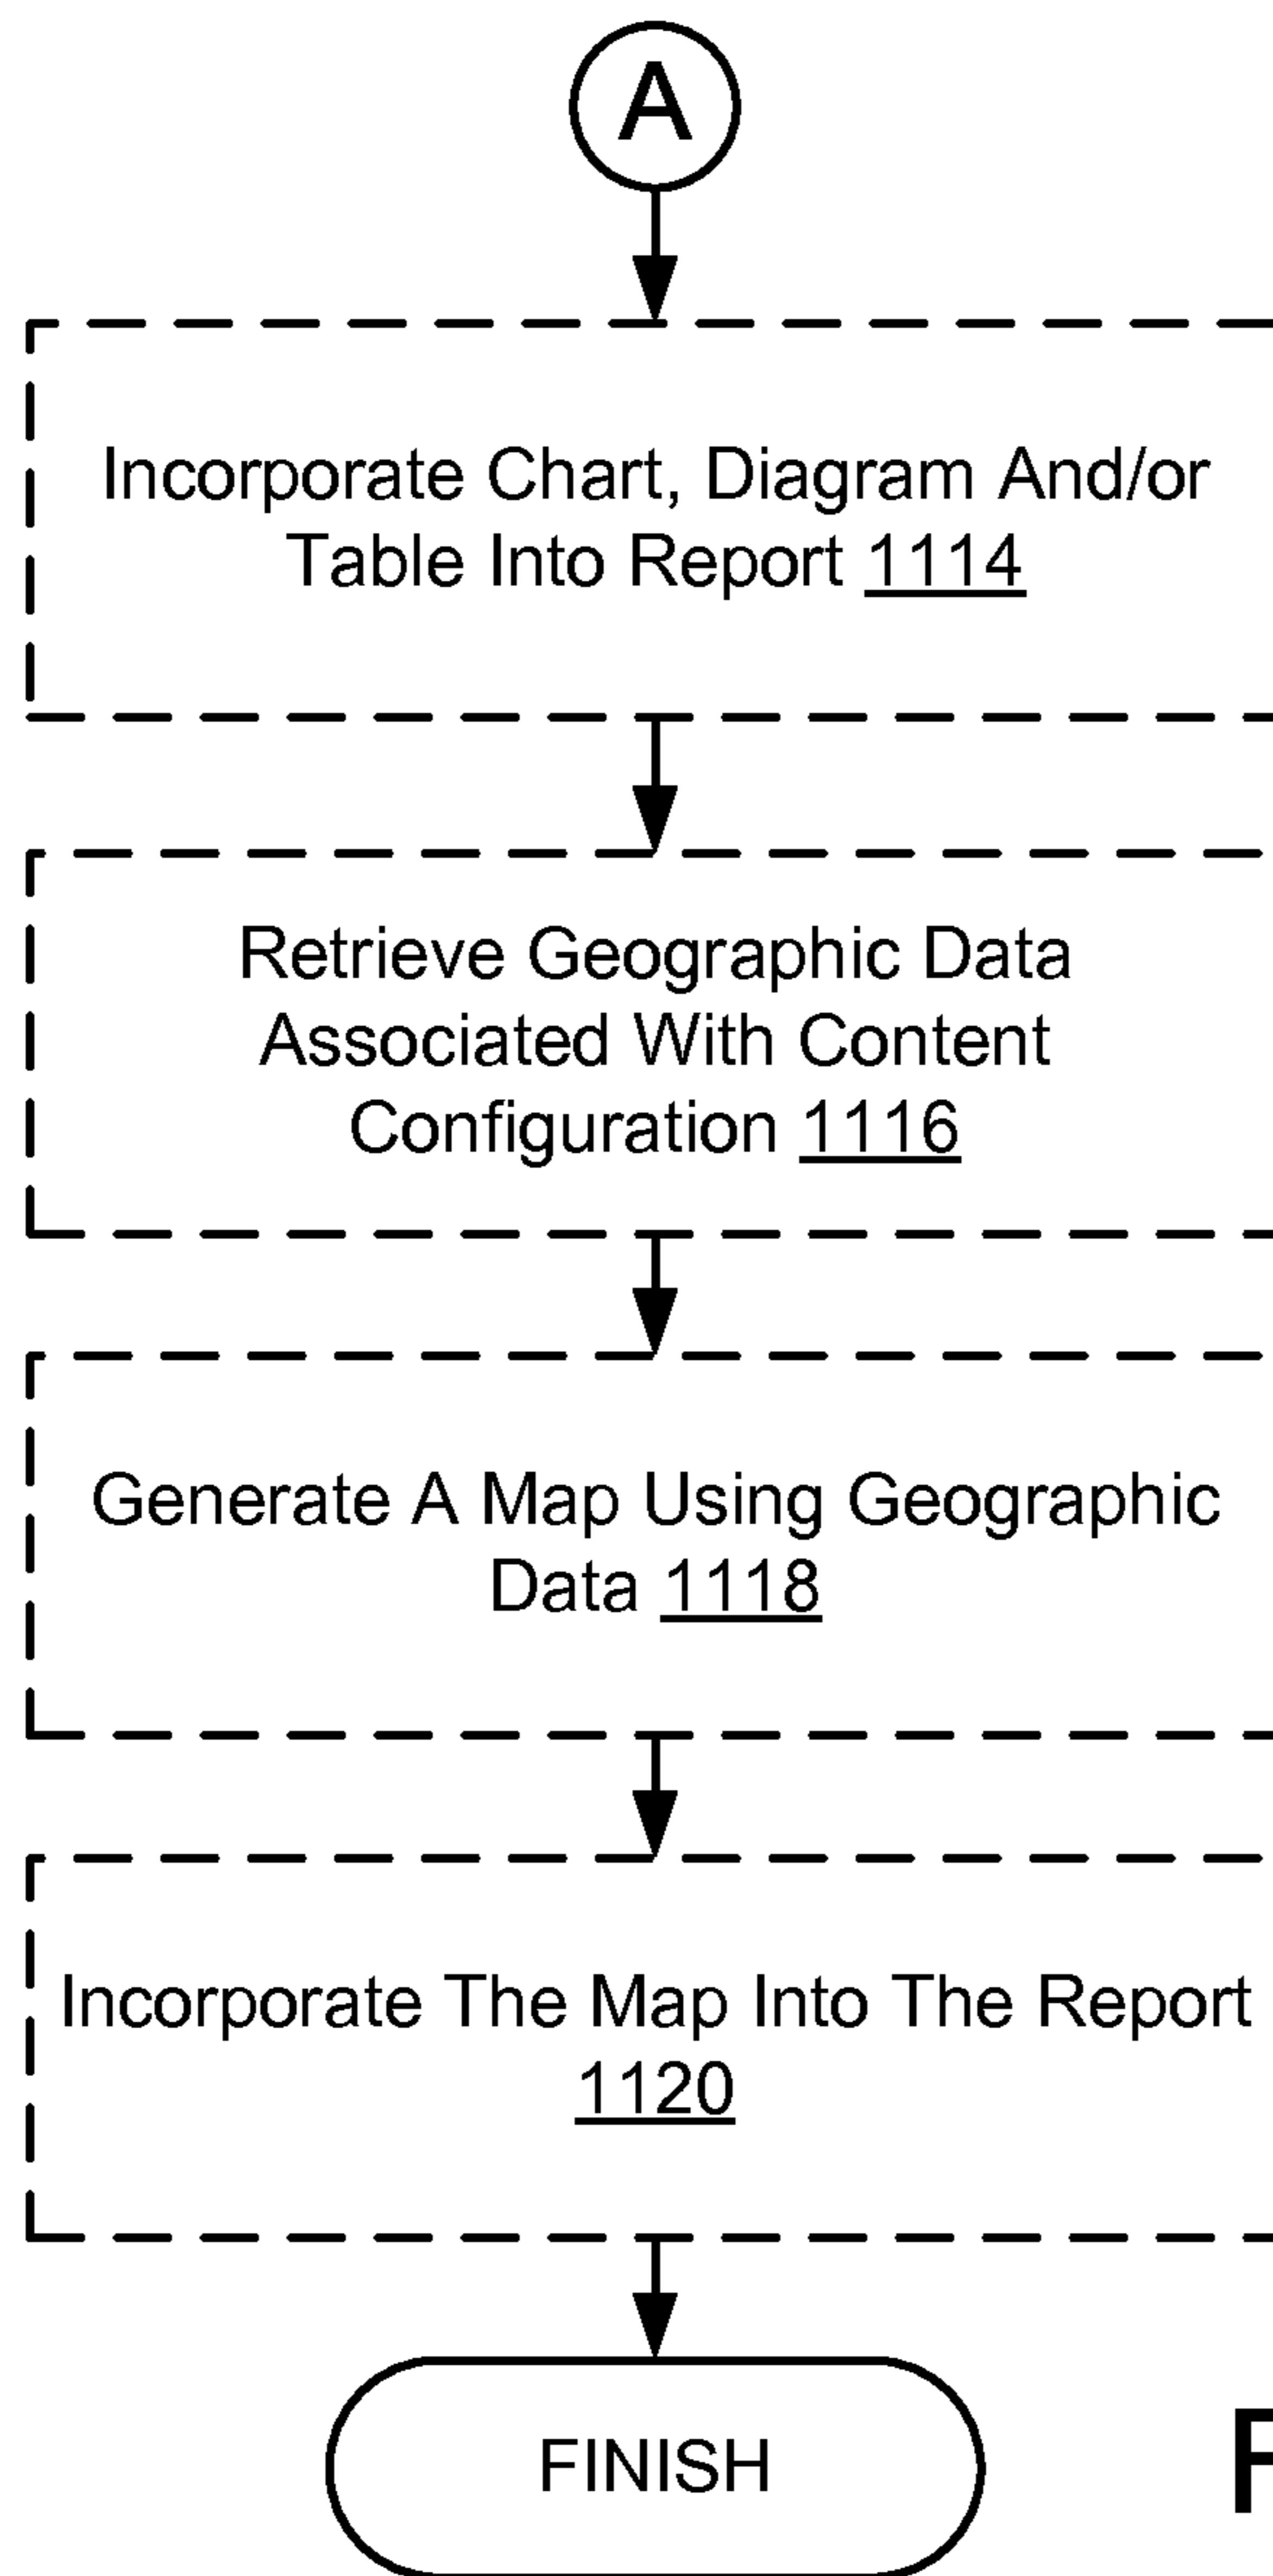 A
Incorporate Chart, Diagram And/or
Table Into Report 1114
Retrieve Geographic Data
Associated With Content
Configuration 1116
Generate A Map Using Geographic
Data 1118
Incorporate The Map Into The Report
1120
FINISH